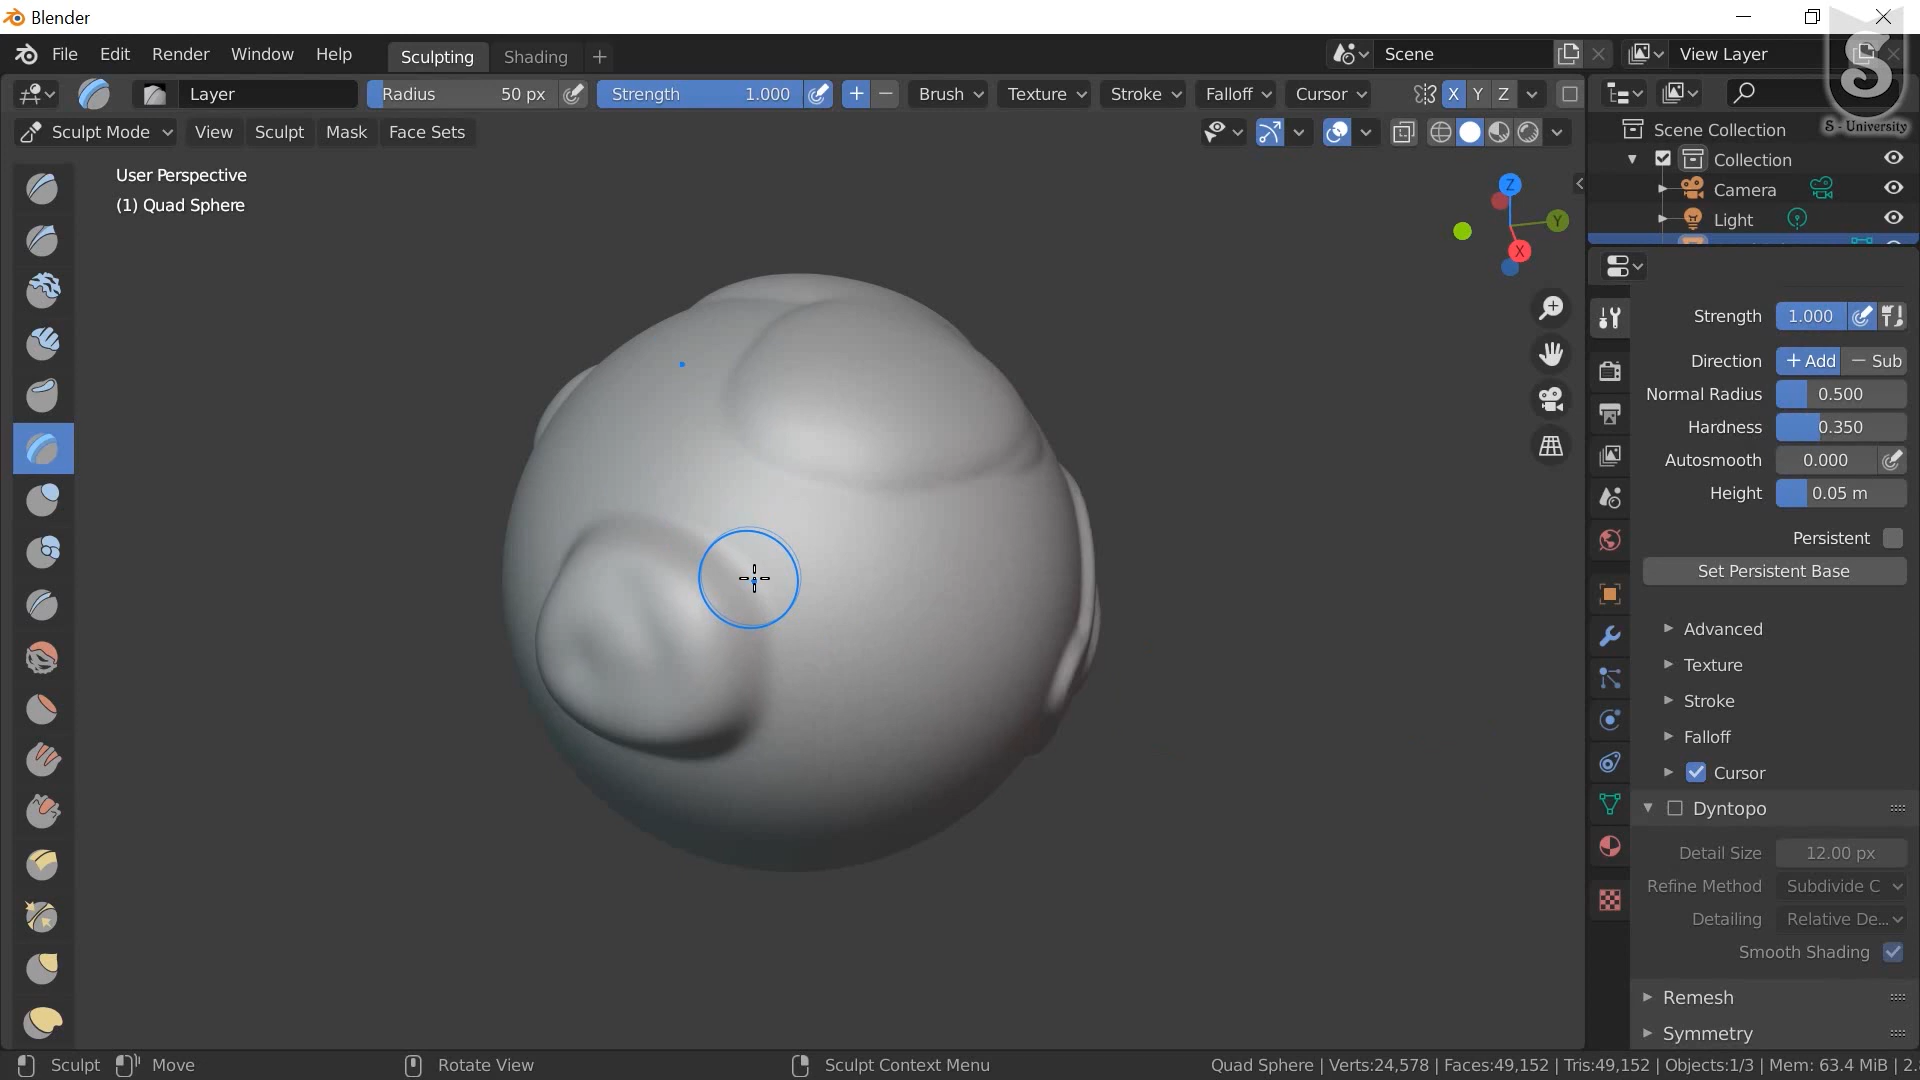 Blender
File Edit Render Window Help Sculpting Shading + Scene View Layer
Layer Radius 50 px Strength 1.000 Brush Texture Stroke Falloff Cursor X Y Z
Sculpt Mode View Sculpt Mask Face Sets
S
S - University
User Perspective
(1) Quad Sphere
Z
Y
X
Scene Collection
Collection
Camera
Light
Strength 1.000
Direction + Add − Sub
Normal Radius 0.500
Hardness 0.350
Autosmooth 0.000
Height 0.05 m
Persistent
Set Persistent Base
Advanced
Texture
Stroke
Falloff
Cursor
Dyntopo
Detail Size 12.00 px
Refine Method Subdivide C
Detailing Relative De...
Smooth Shading
Remesh
Symmetry
Sculpt Move Rotate View Sculpt Context Menu Quad Sphere | Verts:24,578 | Faces:49,152 | Tris:49,152 | Objects:1/3 | Mem: 63.4 MiB | 2.